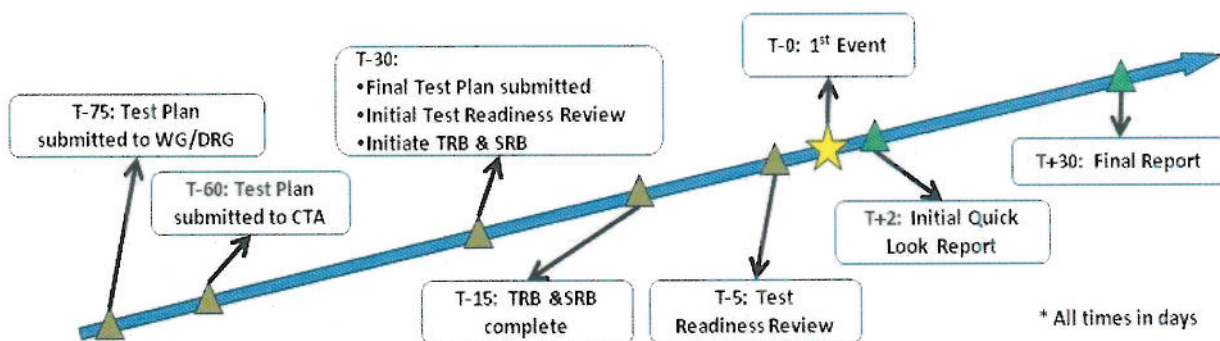 T-75: Test Plan
submitted to WG/DRG
T-60: Test Plan
submitted to CTA
T-30:
•Final Test Plan submitted
•Initial Test Readiness Review
•Initiate TRB & SRB
T-15: TRB &SRB
complete
T-5: Test
Readiness Review
T-0: 1st Event
T+2: Initial Quick
Look Report
T+30: Final Report
* All times in days